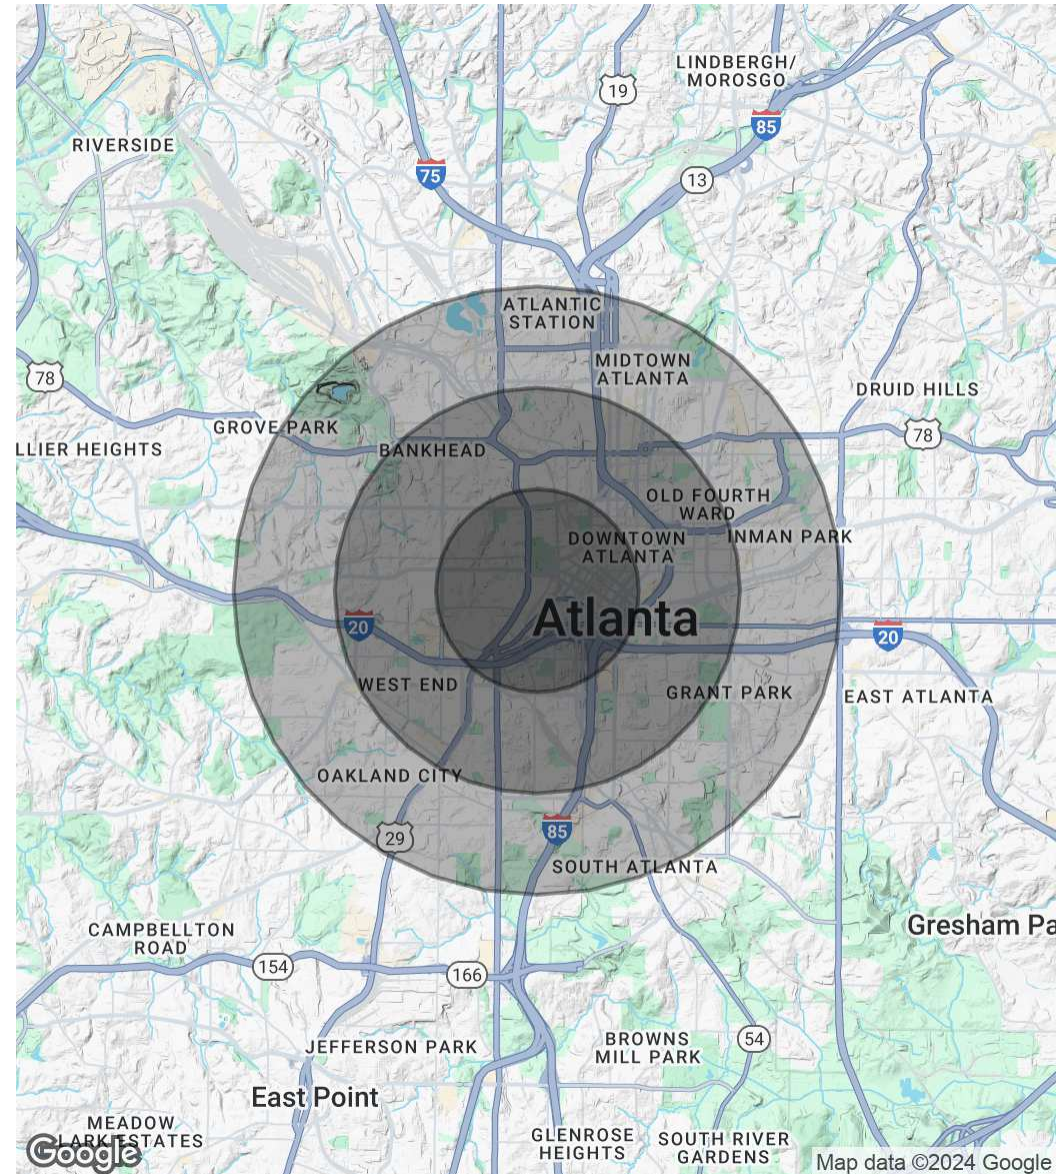 LINDBERGH/
MOROSGO
19
85
RIVERSIDE
75
13
ATLANTIC
STATION
MIDTOWN
ATLANTA
78
DRUID HILLS
GROVE PARK
78
LLIER HEIGHTS
BANKHEAD
OLD FOURTH
WARD
DOWNTOWN
ATLANTA
INMAN PARK
Atlanta
20
20
WEST END
GRANT PARK
EAST ATLANTA
OAKLAND CITY
85
29
SOUTH ATLANTA
CAMPBELLTON
ROAD
Gresham Pa
154
166
JEFFERSON PARK
BROWNS
MILL PARK
54
East Point
MEADOW
LARK ESTATES
GLENROSE
HEIGHTS
SOUTH RIVER
GARDENS
Google
Map data ©2024 Google